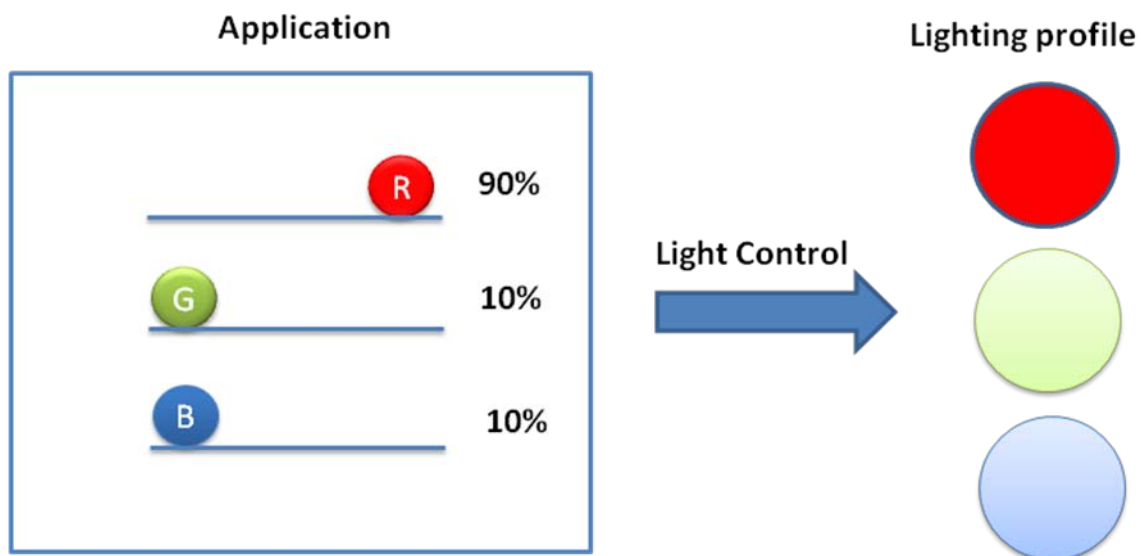 Application
Lighting profile
R 90%
G 10%
Light Control
B 10%